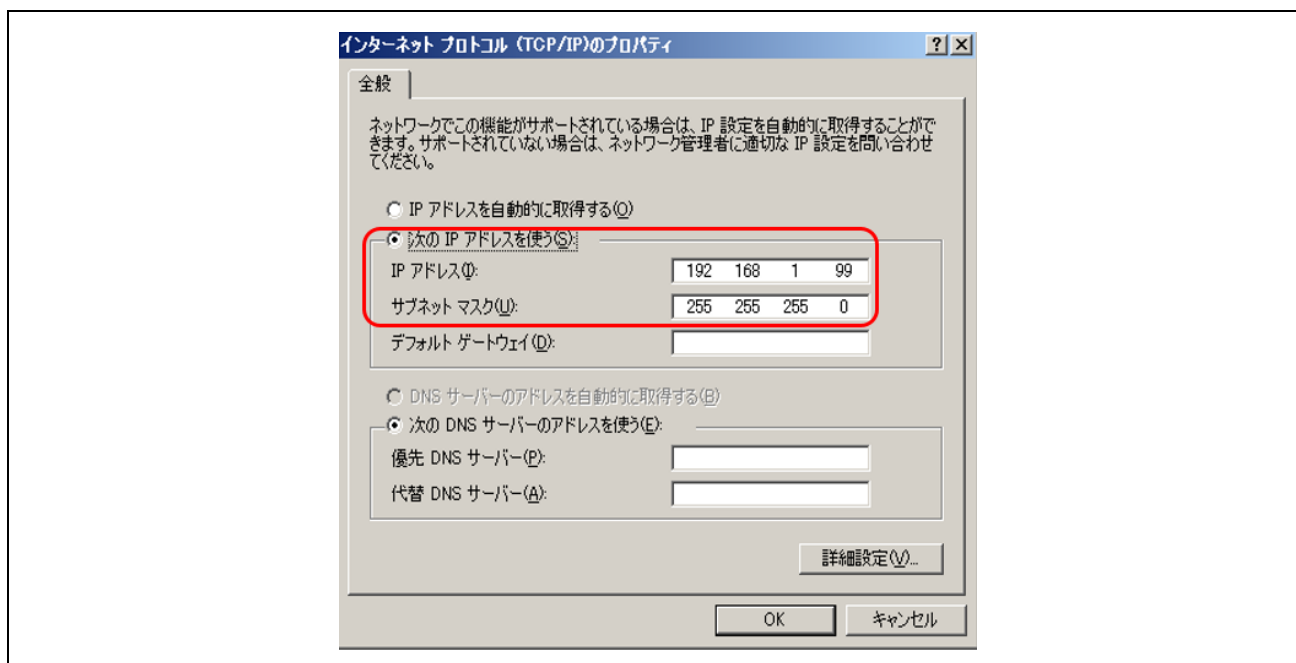 インターネット プロトコル (TCP/IP)のプロパティ
? ×
全般
ネットワークでこの機能がサポートされている場合は、IP 設定を自動的に取得することがで
きます。サポートされていない場合は、ネットワーク管理者に適切な IP 設定を問い合わせ
てください。
IP アドレスを自動的に取得する(O)
次の IP アドレスを使う(S):
IP アドレス(I): 192 168 1 99
サブネット マスク(U): 255 255 255 0
デフォルト ゲートウェイ(D):
DNS サーバーのアドレスを自動的に取得する(B)
次の DNS サーバーのアドレスを使う(E):
優先 DNS サーバー(P):
代替 DNS サーバー(A):
詳細設定(V)...
OK キャンセル